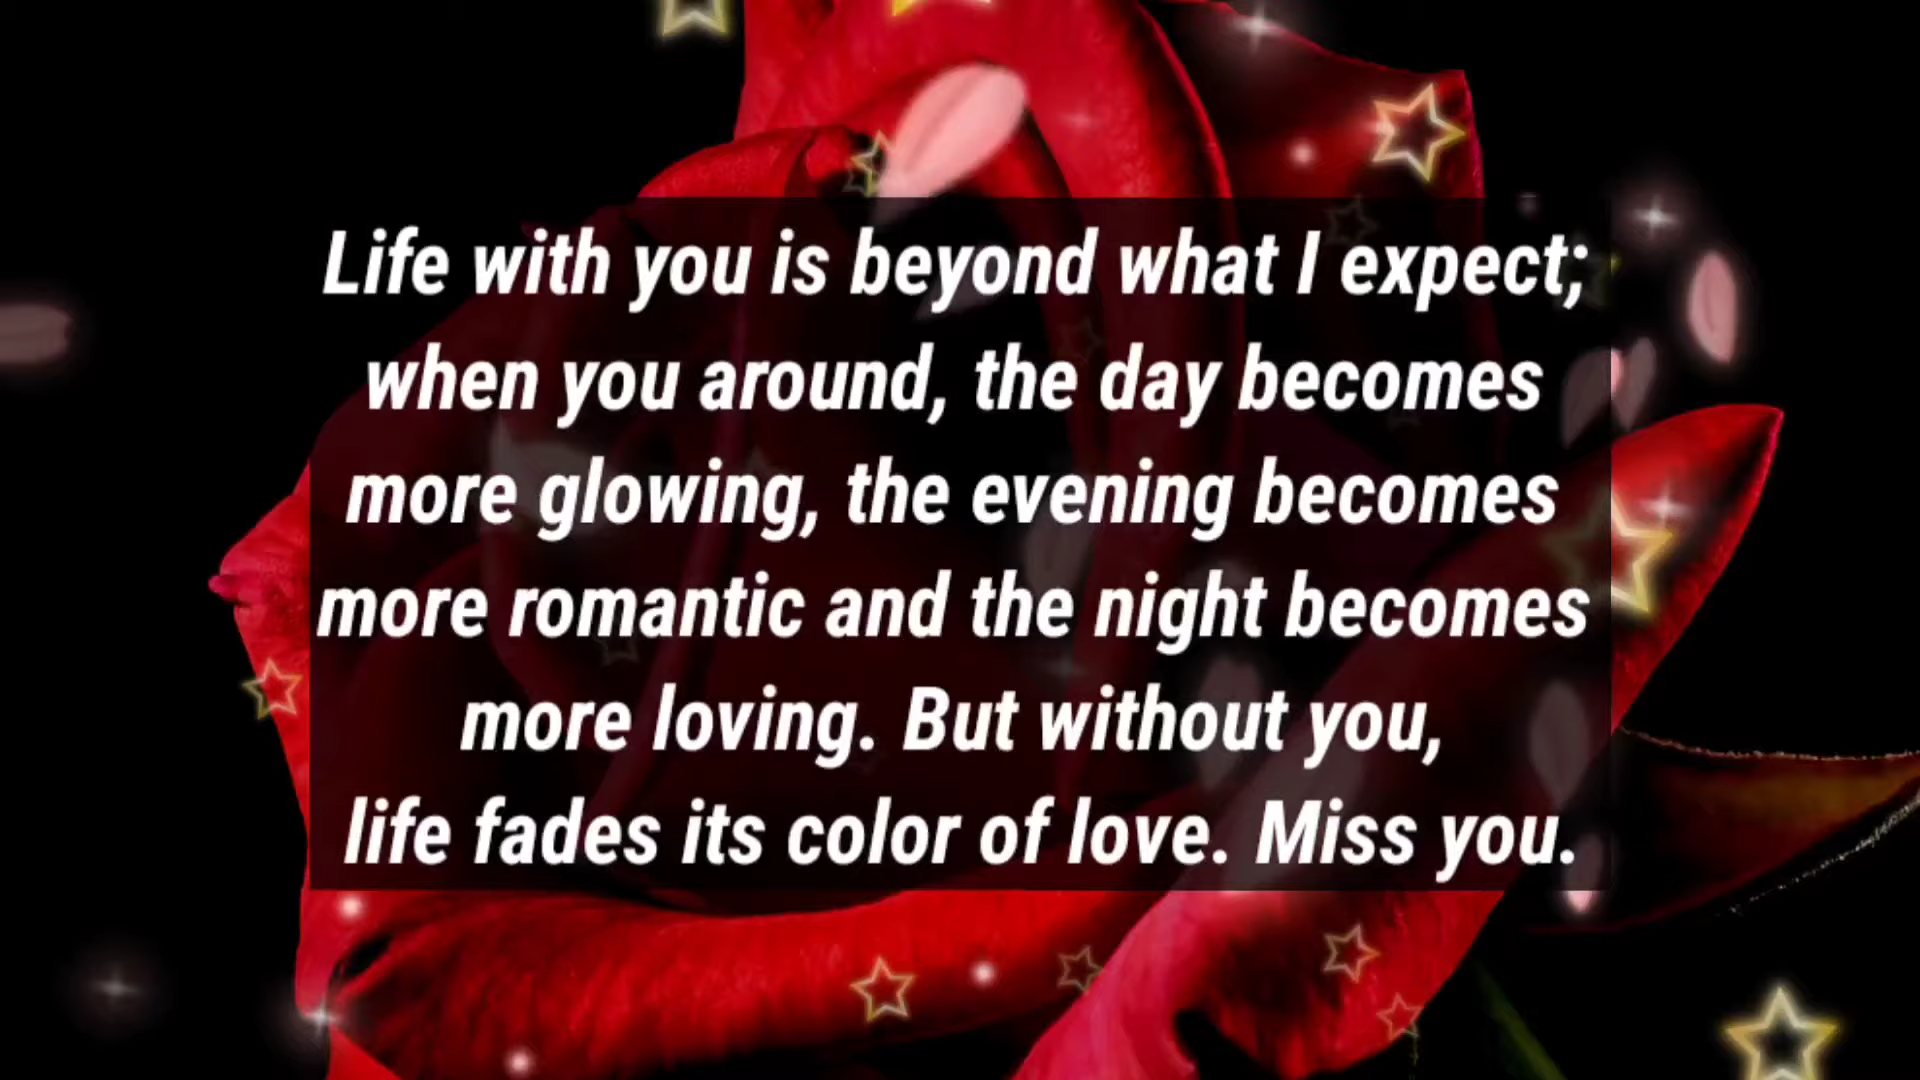 Life with you is beyond what I expect;
when you around, the day becomes
more glowing, the evening becomes
more romantic and the night becomes
more loving. But without you,
life fades its color of love. Miss you.